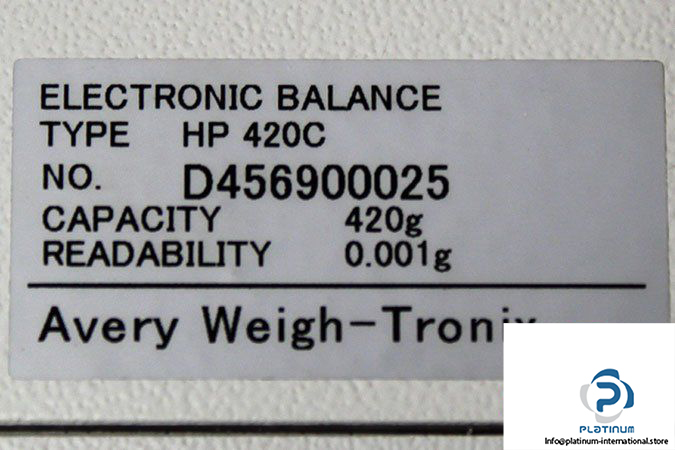 ELECTRONIC BALANCE
TYPE HP 420C
NO. D456900025
CAPACITY 420g
READABILITY 0.001g
Avery Weigh-Tronix
PLATINUM
Info@platinum-international.store